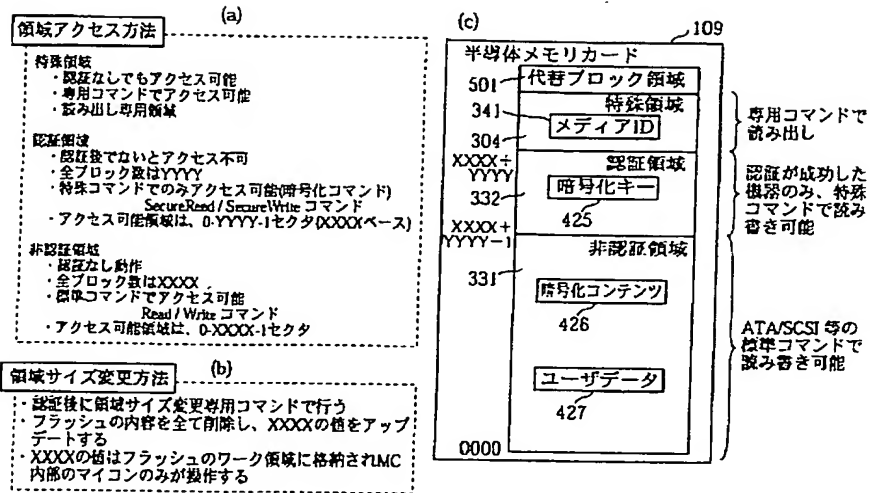 (a)
領域アクセス方法
特殊領域
・認証なしでもアクセス可能
・専用コマンドでアクセス可能
・読み出し専用領域
認証領域
・認証後でないとアクセス不可
・全ブロック数はYYYY
・特殊コマンドでのみアクセス可能(暗号化コマンド)
SecureRead / SecureWrite コマンド
・アクセス可能領域は、0-YYYY-1セクタ(XXXXベース)
非認証領域
・認証なし動作
・全ブロック数はXXXX
・標準コマンドでアクセス可能
Read / Write コマンド
・アクセス可能領域は、0-XXXX-1セクタ
(b)
領域サイズ変更方法
・認証後に領域サイズ変更専用コマンドで行う
・フラッシュの内容を全て削除し、XXXXの値をアップ
デートする
・XXXXの値はフラッシュのワーク領域に格納されMC
内部のマイコンのみが操作する
(c)
109
半導体メモリカード
501
代替ブロック領域
特殊領域
341
メディアID
304
専用コマンドで
読み出し
XXXX+
YYYY
認証領域
332
暗号化キー
425
認証が成功した
機器のみ、特殊
コマンドで読み
書き可能
XXXX+
YYYY-1
非認証領域
331
暗号化コンテンツ
426
ユーザデータ
427
ATA/SCSI 等の
標準コマンドで
読み書き可能
0000